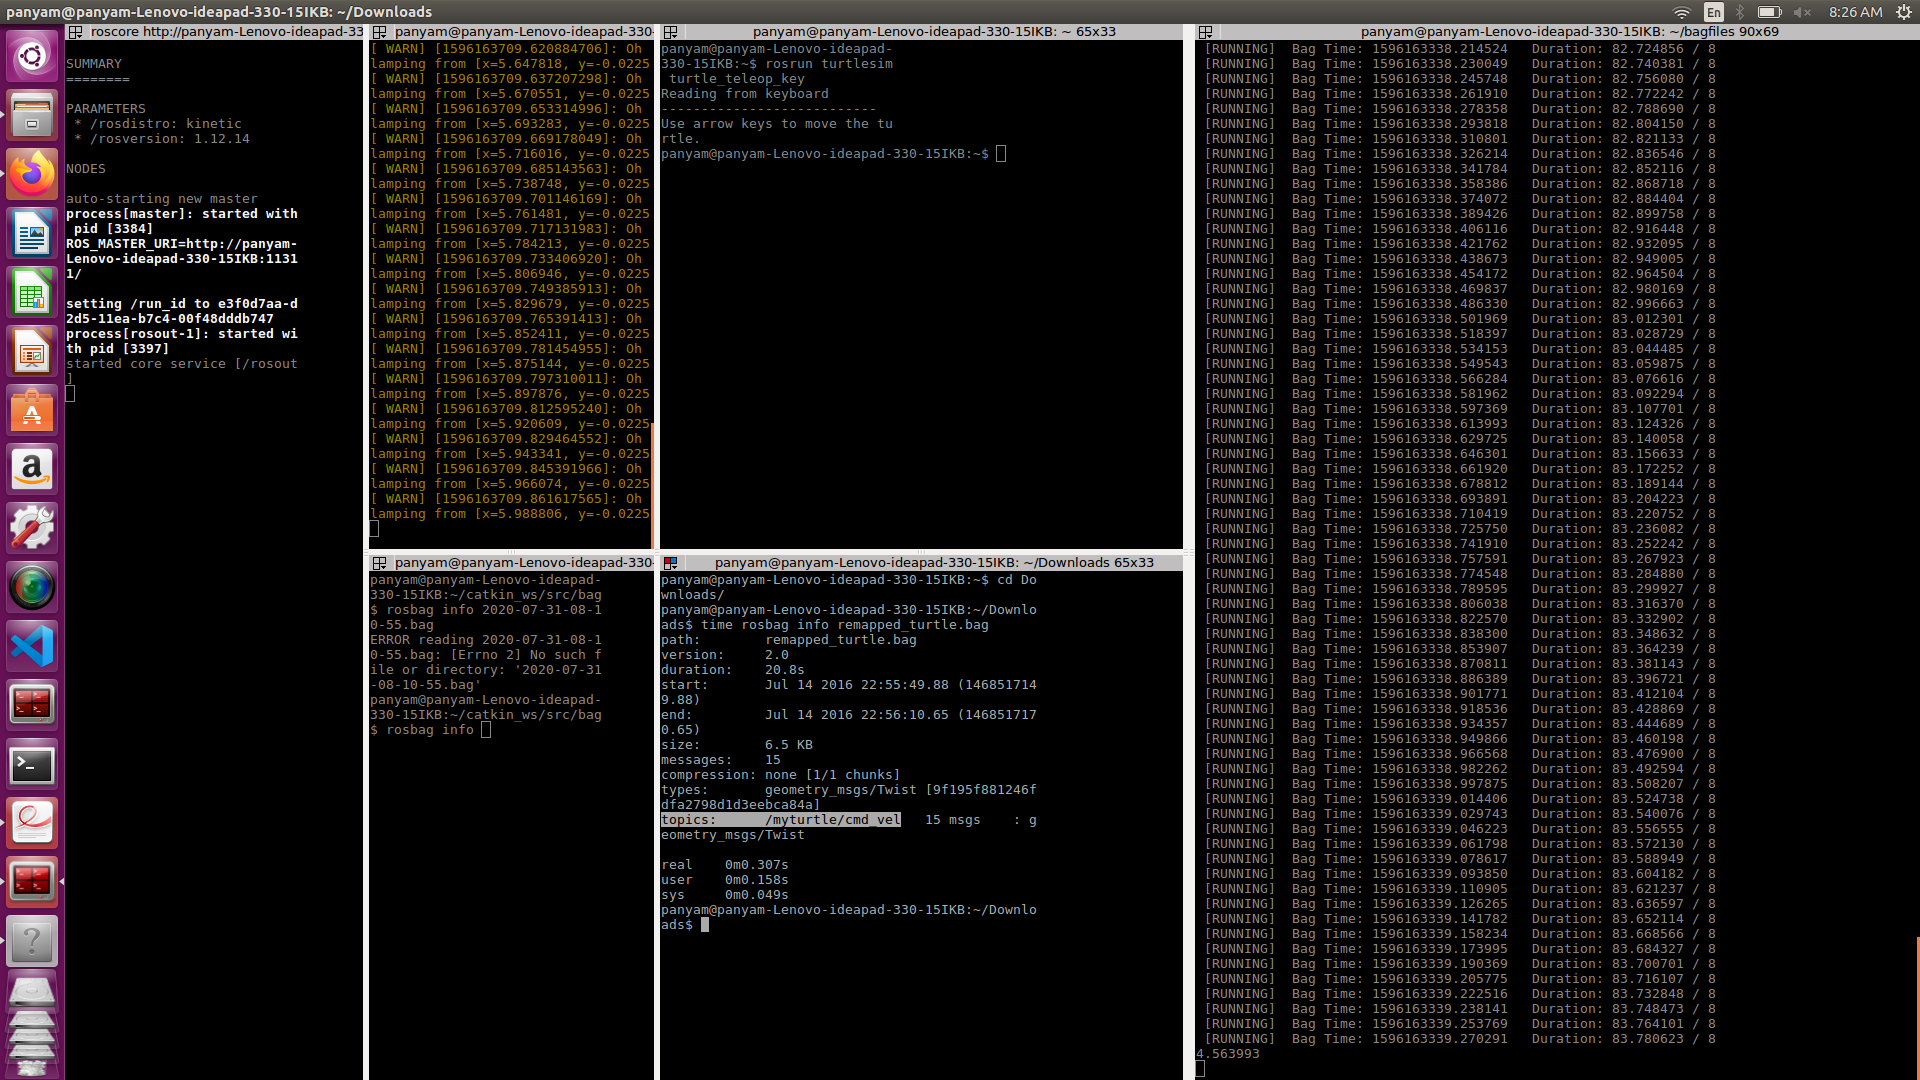 panyam@panyam-Lenovo-ideapad-330-15IKB: ~/Downloads
En
8:26 AM
roscore http://panyam-Lenovo-ideapad-33
SUMMARY
========
PARAMETERS
* /rosdistro: kinetic
* /rosversion: 1.12.14
NODES
auto-starting new master
process[master]: started with
pid [3384]
ROS_MASTER_URI=http://panyam-
Lenovo-ideapad-330-15IKB:1131
1/
setting /run_id to e3f0d7aa-d
2d5-11ea-b7c4-00f48dddb747
process[rosout-1]: started wi
th pid [3397]
started core service [/rosout
]
panyam@panyam-Lenovo-ideapad-330-
[ WARN] [1596163709.620884706]: Oh
lamping from [x=5.647818, y=-0.0225
[ WARN] [1596163709.637207298]: Oh
lamping from [x=5.670551, y=-0.0225
[ WARN] [1596163709.653314996]: Oh
lamping from [x=5.693283, y=-0.0225
[ WARN] [1596163709.669178049]: Oh
lamping from [x=5.716016, y=-0.0225
[ WARN] [1596163709.685143563]: Oh
lamping from [x=5.738748, y=-0.0225
[ WARN] [1596163709.701146169]: Oh
lamping from [x=5.761481, y=-0.0225
[ WARN] [1596163709.717131983]: Oh
lamping from [x=5.784213, y=-0.0225
[ WARN] [1596163709.733406920]: Oh
lamping from [x=5.806946, y=-0.0225
[ WARN] [1596163709.749385913]: Oh
lamping from [x=5.829679, y=-0.0225
[ WARN] [1596163709.765391413]: Oh
lamping from [x=5.852411, y=-0.0225
[ WARN] [1596163709.781454955]: Oh
lamping from [x=5.875144, y=-0.0225
[ WARN] [1596163709.797310011]: Oh
lamping from [x=5.897876, y=-0.0225
[ WARN] [1596163709.812595240]: Oh
lamping from [x=5.920609, y=-0.0225
[ WARN] [1596163709.829464552]: Oh
lamping from [x=5.943341, y=-0.0225
[ WARN] [1596163709.845391966]: Oh
lamping from [x=5.966074, y=-0.0225
[ WARN] [1596163709.861617565]: Oh
lamping from [x=5.988806, y=-0.0225
panyam@panyam-Lenovo-ideapad-330-15IKB: ~ 65x33
panyam@panyam-Lenovo-ideapad-
330-15IKB:~$ rosrun turtlesim
turtle_teleop_key
Reading from keyboard
---------------------------
Use arrow keys to move the tu
rtle.
panyam@panyam-Lenovo-ideapad-330-15IKB:~$
panyam@panyam-Lenovo-ideapad-330-
panyam@panyam-Lenovo-ideapad-
330-15IKB:~/catkin_ws/src/bag
$ rosbag info 2020-07-31-08-1
0-55.bag
ERROR reading 2020-07-31-08-1
0-55.bag: [Errno 2] No such f
ile or directory: '2020-07-31
-08-10-55.bag'
panyam@panyam-Lenovo-ideapad-
330-15IKB:~/catkin_ws/src/bag
$ rosbag info
panyam@panyam-Lenovo-ideapad-330-15IKB: ~/Downloads 65x33
panyam@panyam-Lenovo-ideapad-330-15IKB:~$ cd Do
wnloads/
panyam@panyam-Lenovo-ideapad-330-15IKB:~/Downlo
ads$ time rosbag info remapped_turtle.bag
path: remapped_turtle.bag
version: 2.0
duration: 20.8s
start: Jul 14 2016 22:55:49.88 (146851714
9.88)
end: Jul 14 2016 22:56:10.65 (146851717
0.65)
size: 6.5 KB
messages: 15
compression: none [1/1 chunks]
types: geometry_msgs/Twist [9f195f881246f
dfa2798d1d3eebca84a]
topics: /myturtle/cmd_vel 15 msgs : g
eometry_msgs/Twist
real 0m0.307s
user 0m0.158s
sys 0m0.049s
panyam@panyam-Lenovo-ideapad-330-15IKB:~/Downlo
ads$
panyam@panyam-Lenovo-ideapad-330-15IKB: ~/bagfiles 90x69
[RUNNING] Bag Time: 1596163338.214524 Duration: 82.724856 / 8
[RUNNING] Bag Time: 1596163338.230049 Duration: 82.740381 / 8
[RUNNING] Bag Time: 1596163338.245748 Duration: 82.756080 / 8
[RUNNING] Bag Time: 1596163338.261910 Duration: 82.772242 / 8
[RUNNING] Bag Time: 1596163338.278358 Duration: 82.788690 / 8
[RUNNING] Bag Time: 1596163338.293818 Duration: 82.804150 / 8
[RUNNING] Bag Time: 1596163338.310801 Duration: 82.821133 / 8
[RUNNING] Bag Time: 1596163338.326214 Duration: 82.836546 / 8
[RUNNING] Bag Time: 1596163338.341784 Duration: 82.852116 / 8
[RUNNING] Bag Time: 1596163338.358386 Duration: 82.868718 / 8
[RUNNING] Bag Time: 1596163338.374072 Duration: 82.884404 / 8
[RUNNING] Bag Time: 1596163338.389426 Duration: 82.899758 / 8
[RUNNING] Bag Time: 1596163338.406116 Duration: 82.916448 / 8
[RUNNING] Bag Time: 1596163338.421762 Duration: 82.932095 / 8
[RUNNING] Bag Time: 1596163338.438673 Duration: 82.949005 / 8
[RUNNING] Bag Time: 1596163338.454172 Duration: 82.964504 / 8
[RUNNING] Bag Time: 1596163338.469837 Duration: 82.980169 / 8
[RUNNING] Bag Time: 1596163338.486330 Duration: 82.996663 / 8
[RUNNING] Bag Time: 1596163338.501969 Duration: 83.012301 / 8
[RUNNING] Bag Time: 1596163338.518397 Duration: 83.028729 / 8
[RUNNING] Bag Time: 1596163338.534153 Duration: 83.044485 / 8
[RUNNING] Bag Time: 1596163338.549543 Duration: 83.059875 / 8
[RUNNING] Bag Time: 1596163338.566284 Duration: 83.076616 / 8
[RUNNING] Bag Time: 1596163338.581962 Duration: 83.092294 / 8
[RUNNING] Bag Time: 1596163338.597369 Duration: 83.107701 / 8
[RUNNING] Bag Time: 1596163338.613993 Duration: 83.124326 / 8
[RUNNING] Bag Time: 1596163338.629725 Duration: 83.140058 / 8
[RUNNING] Bag Time: 1596163338.646301 Duration: 83.156633 / 8
[RUNNING] Bag Time: 1596163338.661920 Duration: 83.172252 / 8
[RUNNING] Bag Time: 1596163338.678812 Duration: 83.189144 / 8
[RUNNING] Bag Time: 1596163338.693891 Duration: 83.204223 / 8
[RUNNING] Bag Time: 1596163338.710419 Duration: 83.220752 / 8
[RUNNING] Bag Time: 1596163338.725750 Duration: 83.236082 / 8
[RUNNING] Bag Time: 1596163338.741910 Duration: 83.252242 / 8
[RUNNING] Bag Time: 1596163338.757591 Duration: 83.267923 / 8
[RUNNING] Bag Time: 1596163338.774548 Duration: 83.284880 / 8
[RUNNING] Bag Time: 1596163338.789595 Duration: 83.299927 / 8
[RUNNING] Bag Time: 1596163338.806038 Duration: 83.316370 / 8
[RUNNING] Bag Time: 1596163338.822570 Duration: 83.332902 / 8
[RUNNING] Bag Time: 1596163338.838300 Duration: 83.348632 / 8
[RUNNING] Bag Time: 1596163338.853907 Duration: 83.364239 / 8
[RUNNING] Bag Time: 1596163338.870811 Duration: 83.381143 / 8
[RUNNING] Bag Time: 1596163338.886389 Duration: 83.396721 / 8
[RUNNING] Bag Time: 1596163338.901771 Duration: 83.412104 / 8
[RUNNING] Bag Time: 1596163338.918536 Duration: 83.428869 / 8
[RUNNING] Bag Time: 1596163338.934357 Duration: 83.444689 / 8
[RUNNING] Bag Time: 1596163338.949866 Duration: 83.460198 / 8
[RUNNING] Bag Time: 1596163338.966568 Duration: 83.476900 / 8
[RUNNING] Bag Time: 1596163338.982262 Duration: 83.492594 / 8
[RUNNING] Bag Time: 1596163338.997875 Duration: 83.508207 / 8
[RUNNING] Bag Time: 1596163339.014406 Duration: 83.524738 / 8
[RUNNING] Bag Time: 1596163339.029743 Duration: 83.540076 / 8
[RUNNING] Bag Time: 1596163339.046223 Duration: 83.556555 / 8
[RUNNING] Bag Time: 1596163339.061798 Duration: 83.572130 / 8
[RUNNING] Bag Time: 1596163339.078617 Duration: 83.588949 / 8
[RUNNING] Bag Time: 1596163339.093850 Duration: 83.604182 / 8
[RUNNING] Bag Time: 1596163339.110905 Duration: 83.621237 / 8
[RUNNING] Bag Time: 1596163339.126265 Duration: 83.636597 / 8
[RUNNING] Bag Time: 1596163339.141782 Duration: 83.652114 / 8
[RUNNING] Bag Time: 1596163339.158234 Duration: 83.668566 / 8
[RUNNING] Bag Time: 1596163339.173995 Duration: 83.684327 / 8
[RUNNING] Bag Time: 1596163339.190369 Duration: 83.700701 / 8
[RUNNING] Bag Time: 1596163339.205775 Duration: 83.716107 / 8
[RUNNING] Bag Time: 1596163339.222516 Duration: 83.732848 / 8
[RUNNING] Bag Time: 1596163339.238141 Duration: 83.748473 / 8
[RUNNING] Bag Time: 1596163339.253769 Duration: 83.764101 / 8
[RUNNING] Bag Time: 1596163339.270291 Duration: 83.780623 / 8
4.563993